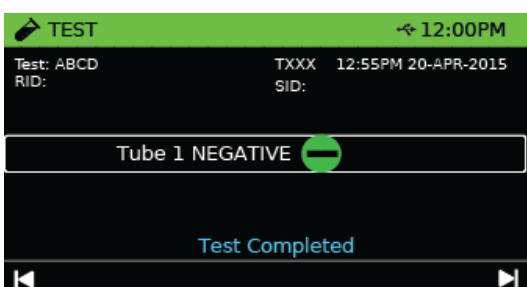 TEST 12:00PM
Test: ABCD TXXX 12:55PM 20-APR-2015
RID: SID:
Tube 1 NEGATIVE
Test Completed